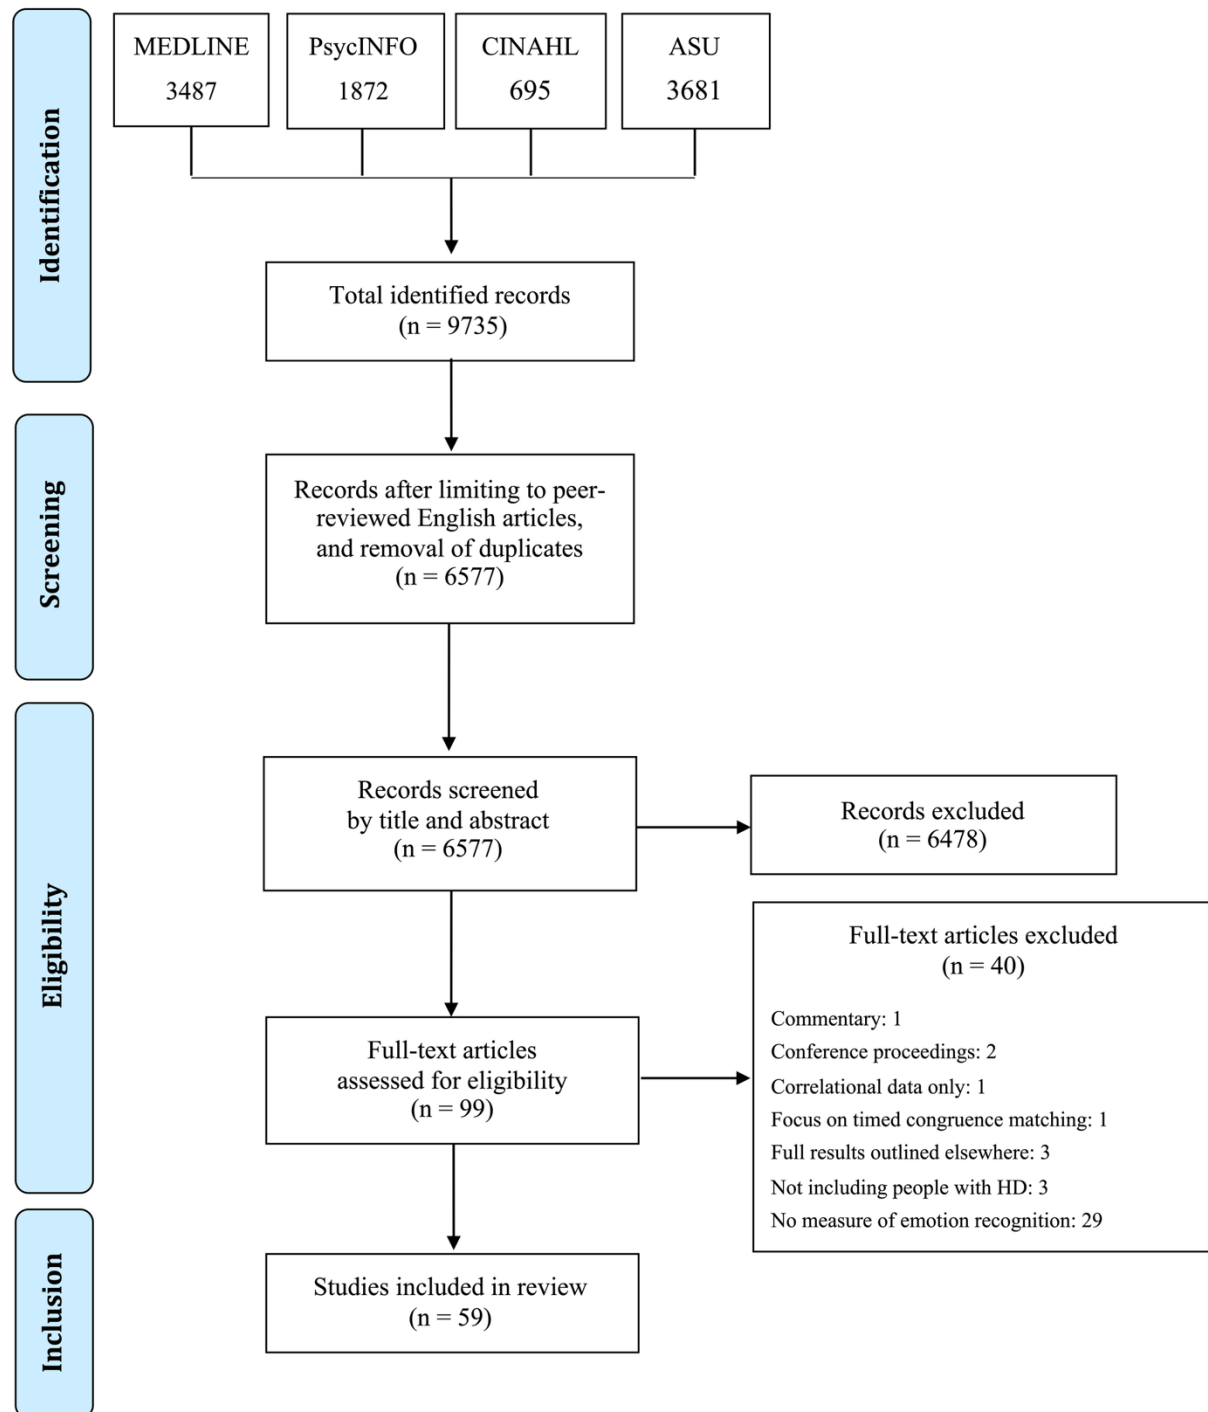 Identification
MEDLINE
3487
PsycINFO
1872
CINAHL
695
ASU
3681
Total identified records
(n = 9735)
Screening
Records after limiting to peer-
reviewed English articles,
and removal of duplicates
(n = 6577)
Eligibility
Records screened
by title and abstract
(n = 6577)
Records excluded
(n = 6478)
Full-text articles
assessed for eligibility
(n = 99)
Full-text articles excluded
(n = 40)
Commentary: 1
Conference proceedings: 2
Correlational data only: 1
Focus on timed congruence matching: 1
Full results outlined elsewhere: 3
Not including people with HD: 3
No measure of emotion recognition: 29
Inclusion
Studies included in review
(n = 59)